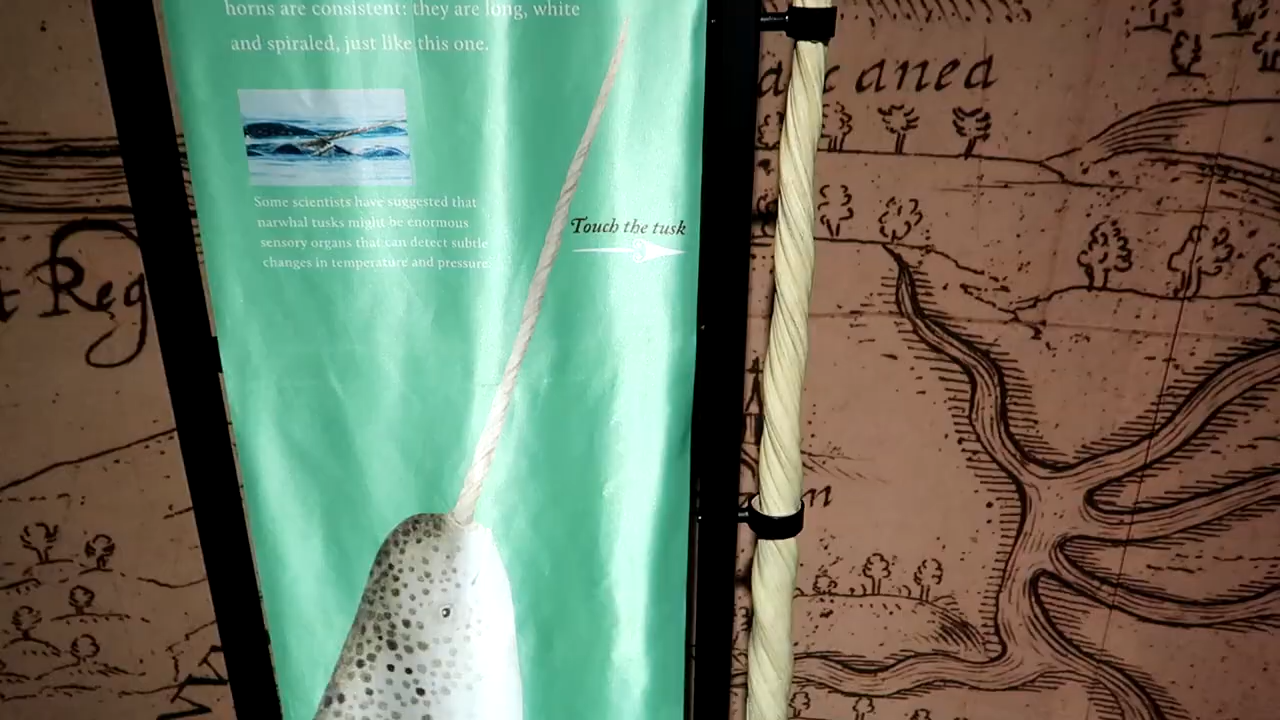 horns are consistent: they are long, white
and spiraled, just like this one.
Some scientists have suggested that
narwhal tusks might be enormous
sensory organs that can detect subtle
changes in temperature and pressure.
Touch the tusk
caned
Reg